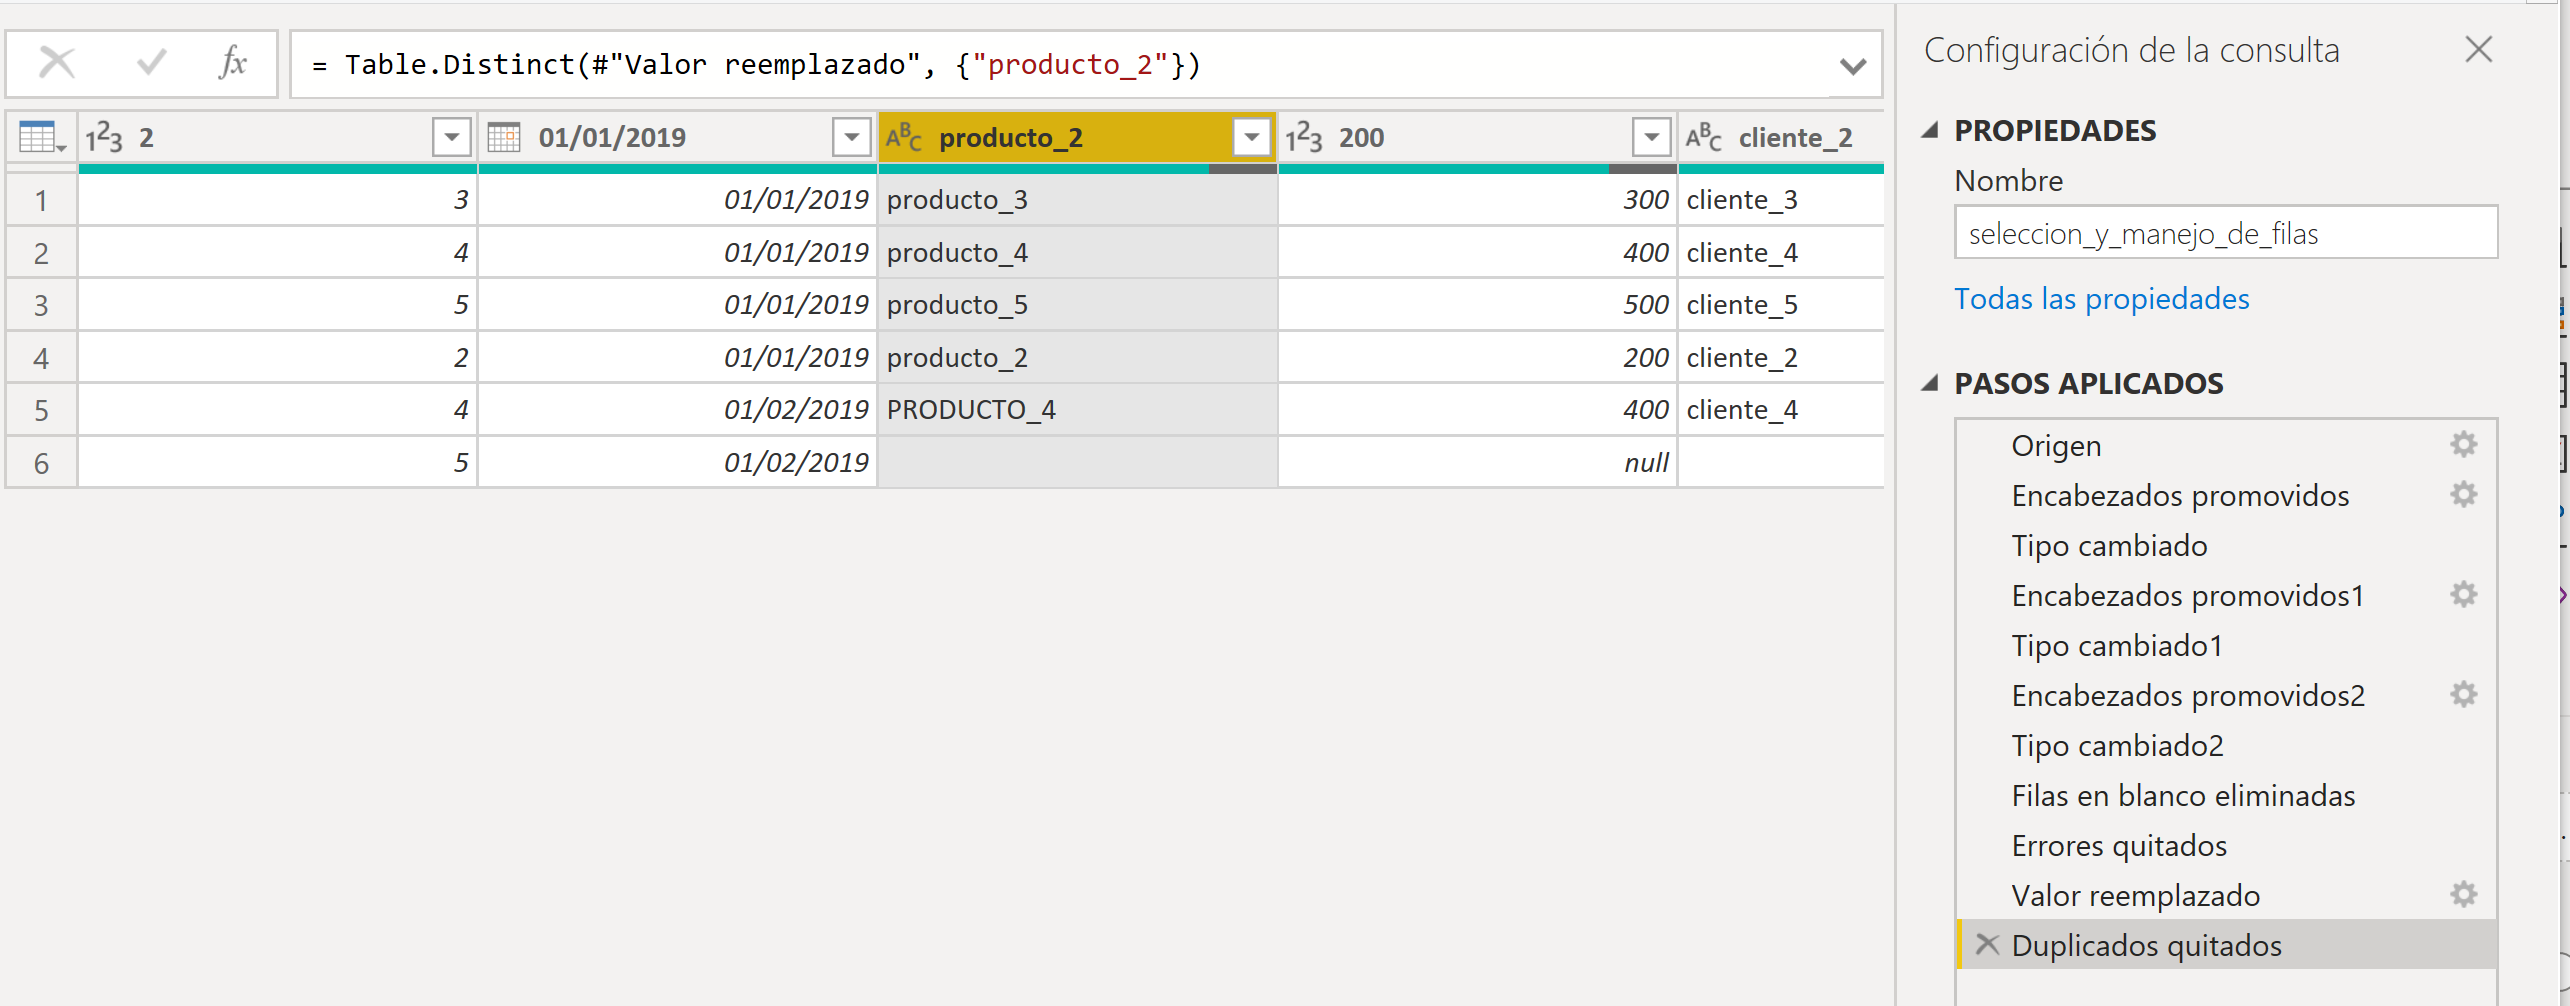 fx
= Table.Distinct(#"Valor reemplazado", {"producto_2"})
123 2 01/01/2019 ABC producto_2 123 200 ABC cliente_2
1 3 01/01/2019 producto_3 300 cliente_3
2 4 01/01/2019 producto_4 400 cliente_4
3 5 01/01/2019 producto_5 500 cliente_5
4 2 01/01/2019 producto_2 200 cliente_2
5 4 01/02/2019 PRODUCTO_4 400 cliente_4
6 5 01/02/2019 null
Configuración de la consulta
PROPIEDADES
Nombre
seleccion_y_manejo_de_filas
Todas las propiedades
PASOS APLICADOS
Origen
Encabezados promovidos
Tipo cambiado
Encabezados promovidos1
Tipo cambiado1
Encabezados promovidos2
Tipo cambiado2
Filas en blanco eliminadas
Errores quitados
Valor reemplazado
Duplicados quitados